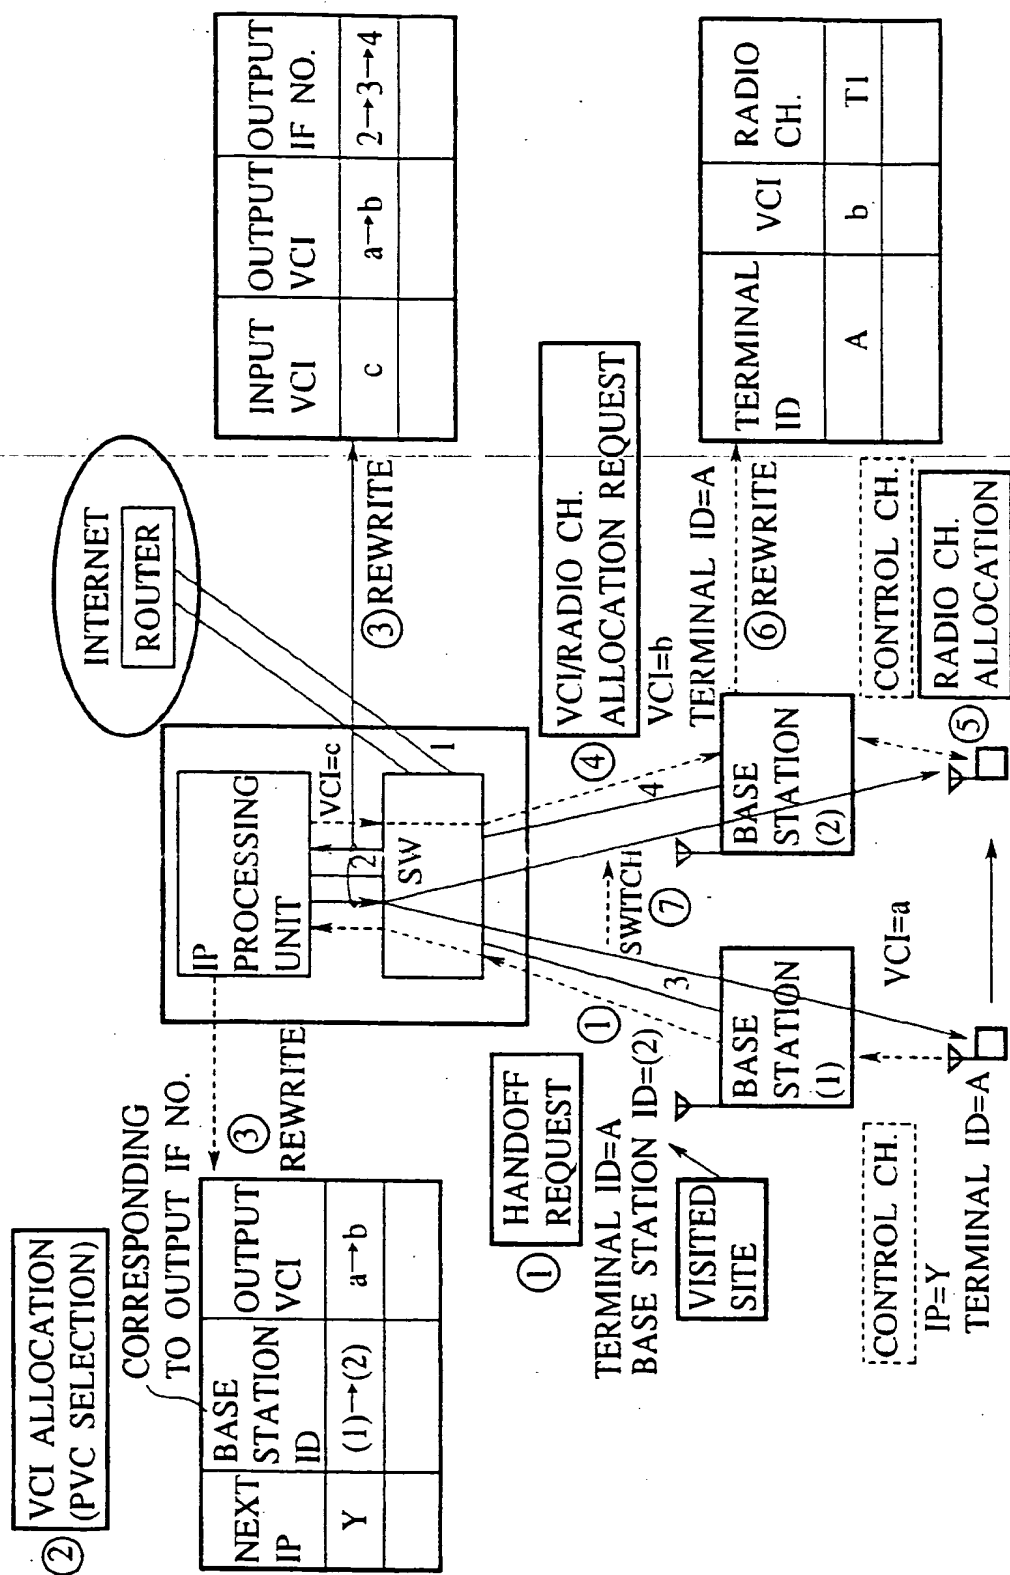 ② VCI ALLOCATION
(PVC SELECTION)
CORRESPONDING
TO OUTPUT IF NO.
NEXT
IP
BASE
STATION
ID
OUTPUT
VCI
Y
(1)→(2)
a→b
③
REWRITE
INTERNET
ROUTER
IP
PROCESSING
UNIT
VCI=c
2
SW
1
③REWRITE
INPUT
VCI
OUTPUT
VCI
OUTPUT
IF NO.
c
a→b
2→3→4
① HANDOFF
REQUEST
TERMINAL ID=A
BASE STATION ID=(2)
VISITED
SITE
①
3
SWITCH
⑦
4
④ VCI/RADIO CH.
ALLOCATION REQUEST
VCI=b
TERMINAL ID=A
⑥REWRITE
TERMINAL
ID
VCI
RADIO
CH.
A
b
T1
BASE
STATION
(1)
BASE
STATION
(2)
CONTROL CH.
IP=Y
TERMINAL ID=A
VCI=a
CONTROL CH.
⑤ RADIO CH.
ALLOCATION